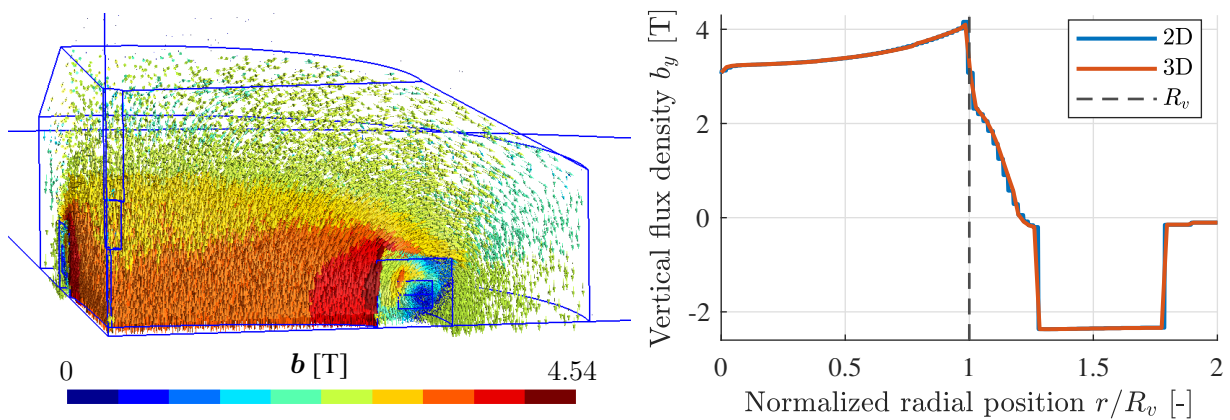 b [T]
0
4.54
Vertical flux density b_y [T]
4
2
0
-2
0
0.5
1
1.5
2
Normalized radial position r/R_v [-]
2D
3D
R_v